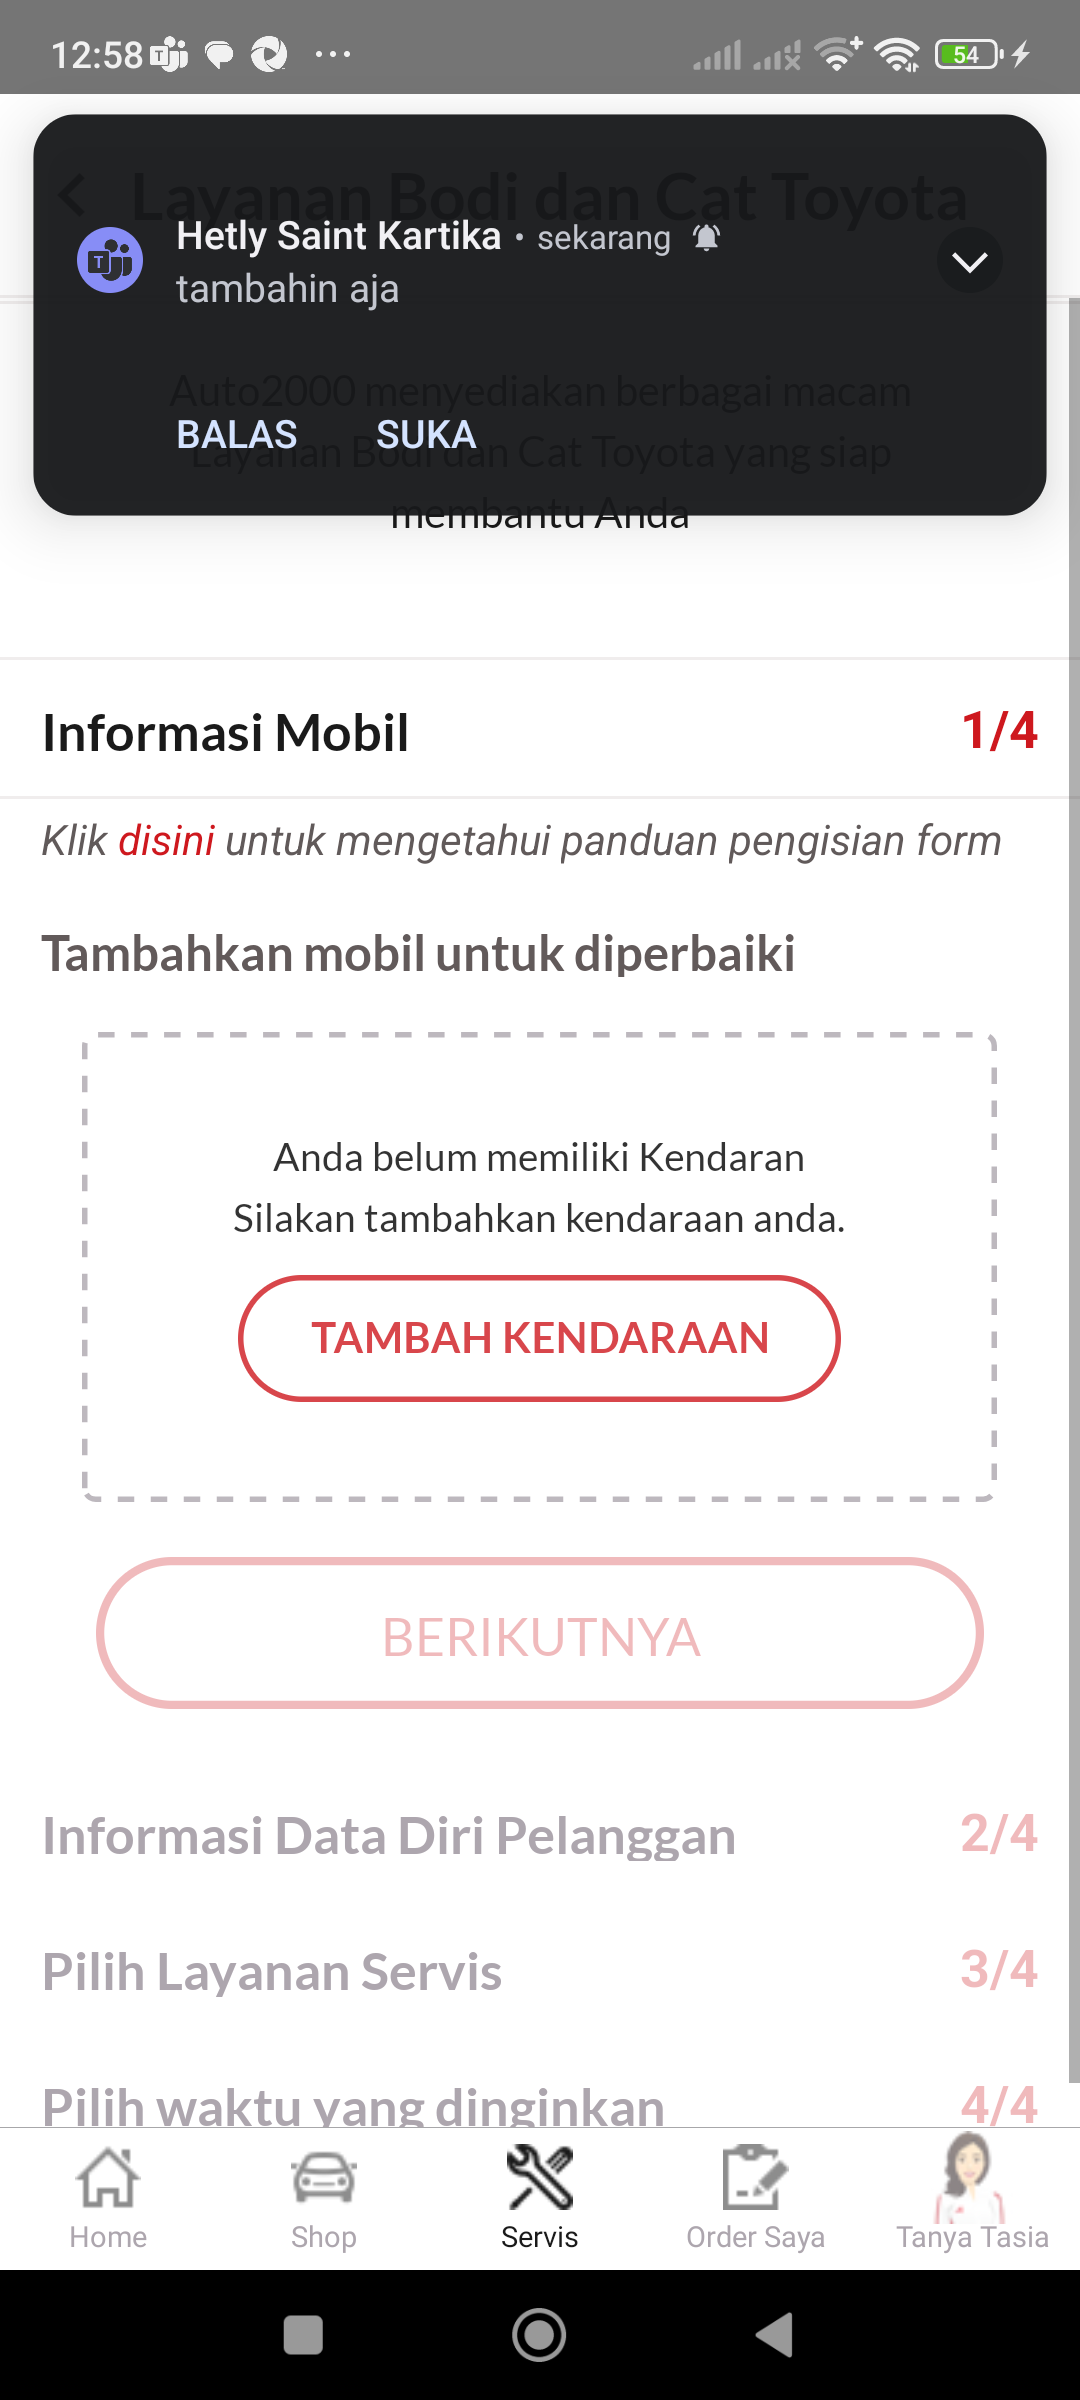 12:58
54
Layanan Bodi dan Cat Toyota
Hetly Saint Kartika • sekarang
tambahin aja
Auto2000 menyediakan berbagai macam
BALAS SUKA
Layanan Bodi dan Cat Toyota yang siap
membantu Anda
Informasi Mobil 1/4
Klik disini untuk mengetahui panduan pengisian form
Tambahkan mobil untuk diperbaiki
Anda belum memiliki Kendaran
Silakan tambahkan kendaraan anda.
TAMBAH KENDARAAN
BERIKUTNYA
Informasi Data Diri Pelanggan 2/4
Pilih Layanan Servis 3/4
Pilih waktu yang dinginkan 4/4
Home Shop Servis Order Saya Tanya Tasia